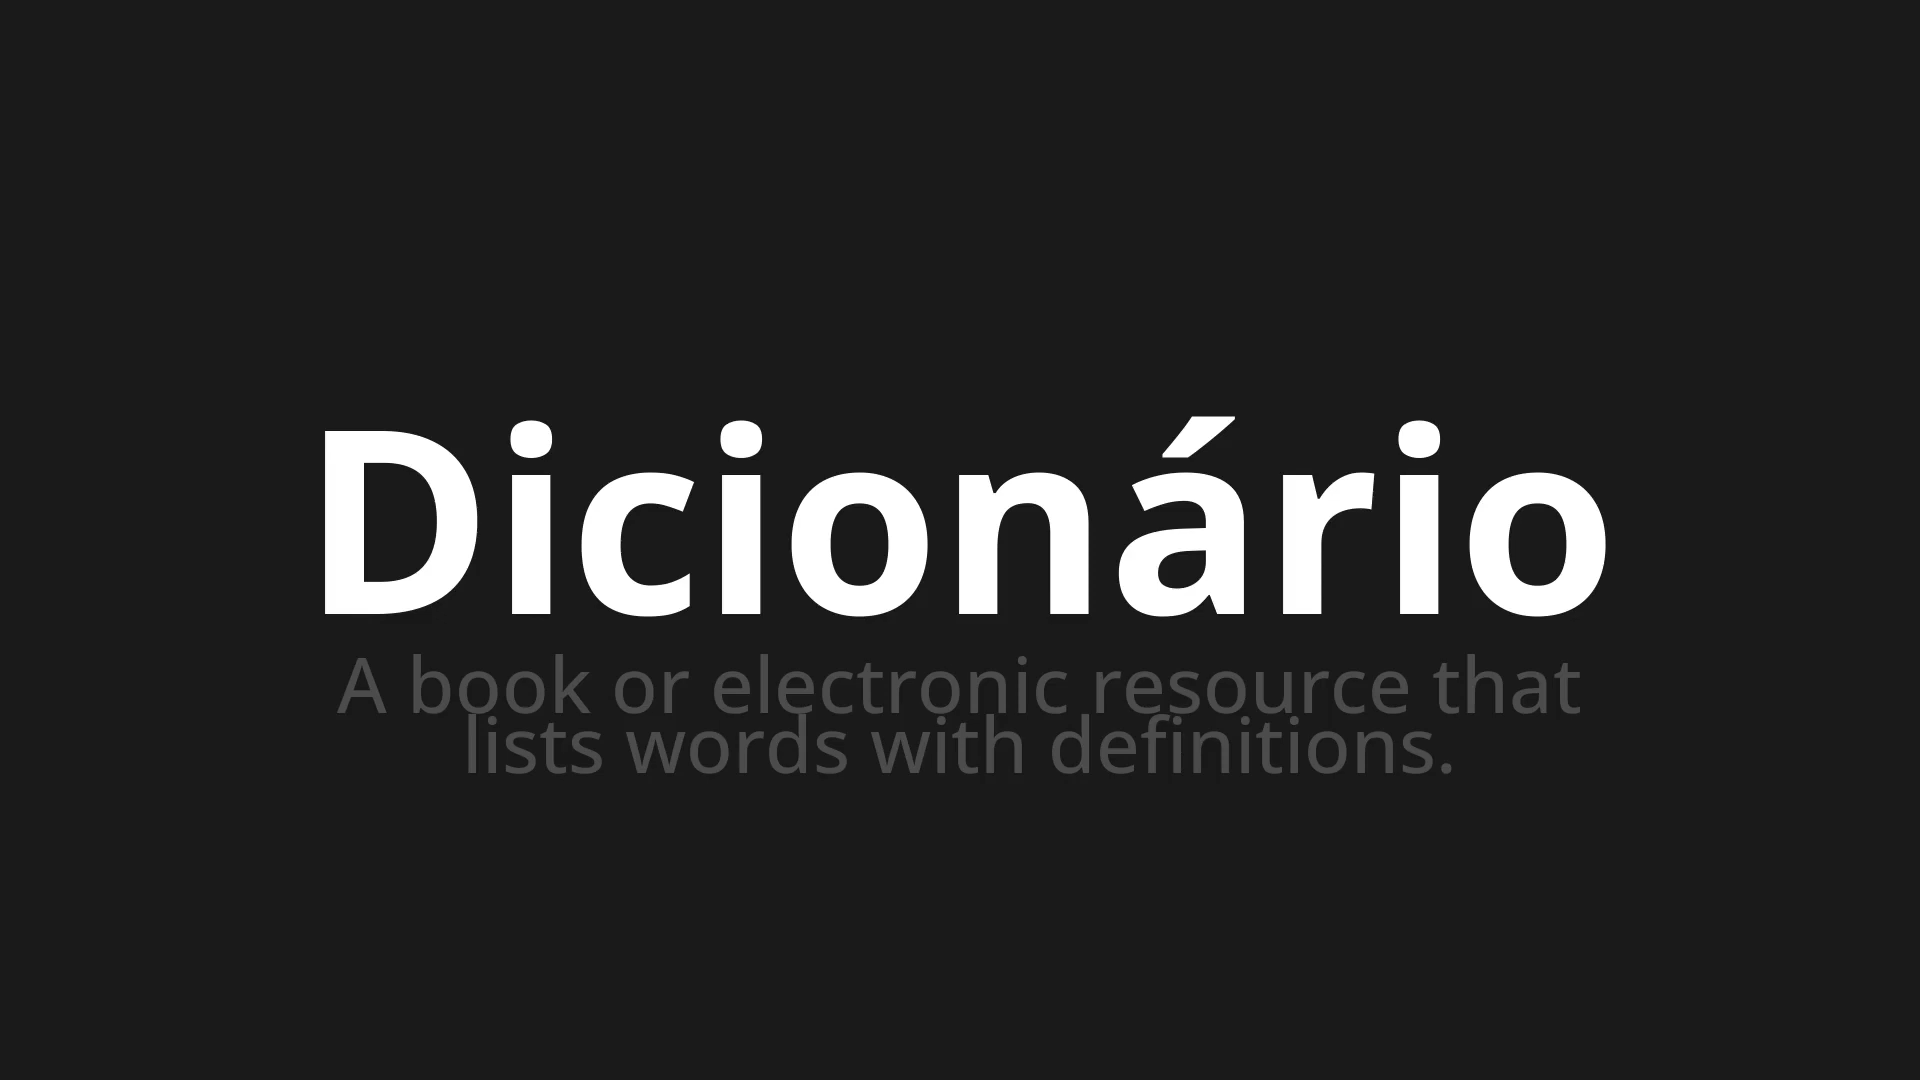 Dicionário
A book or electronic resource that
lists words with definitions.